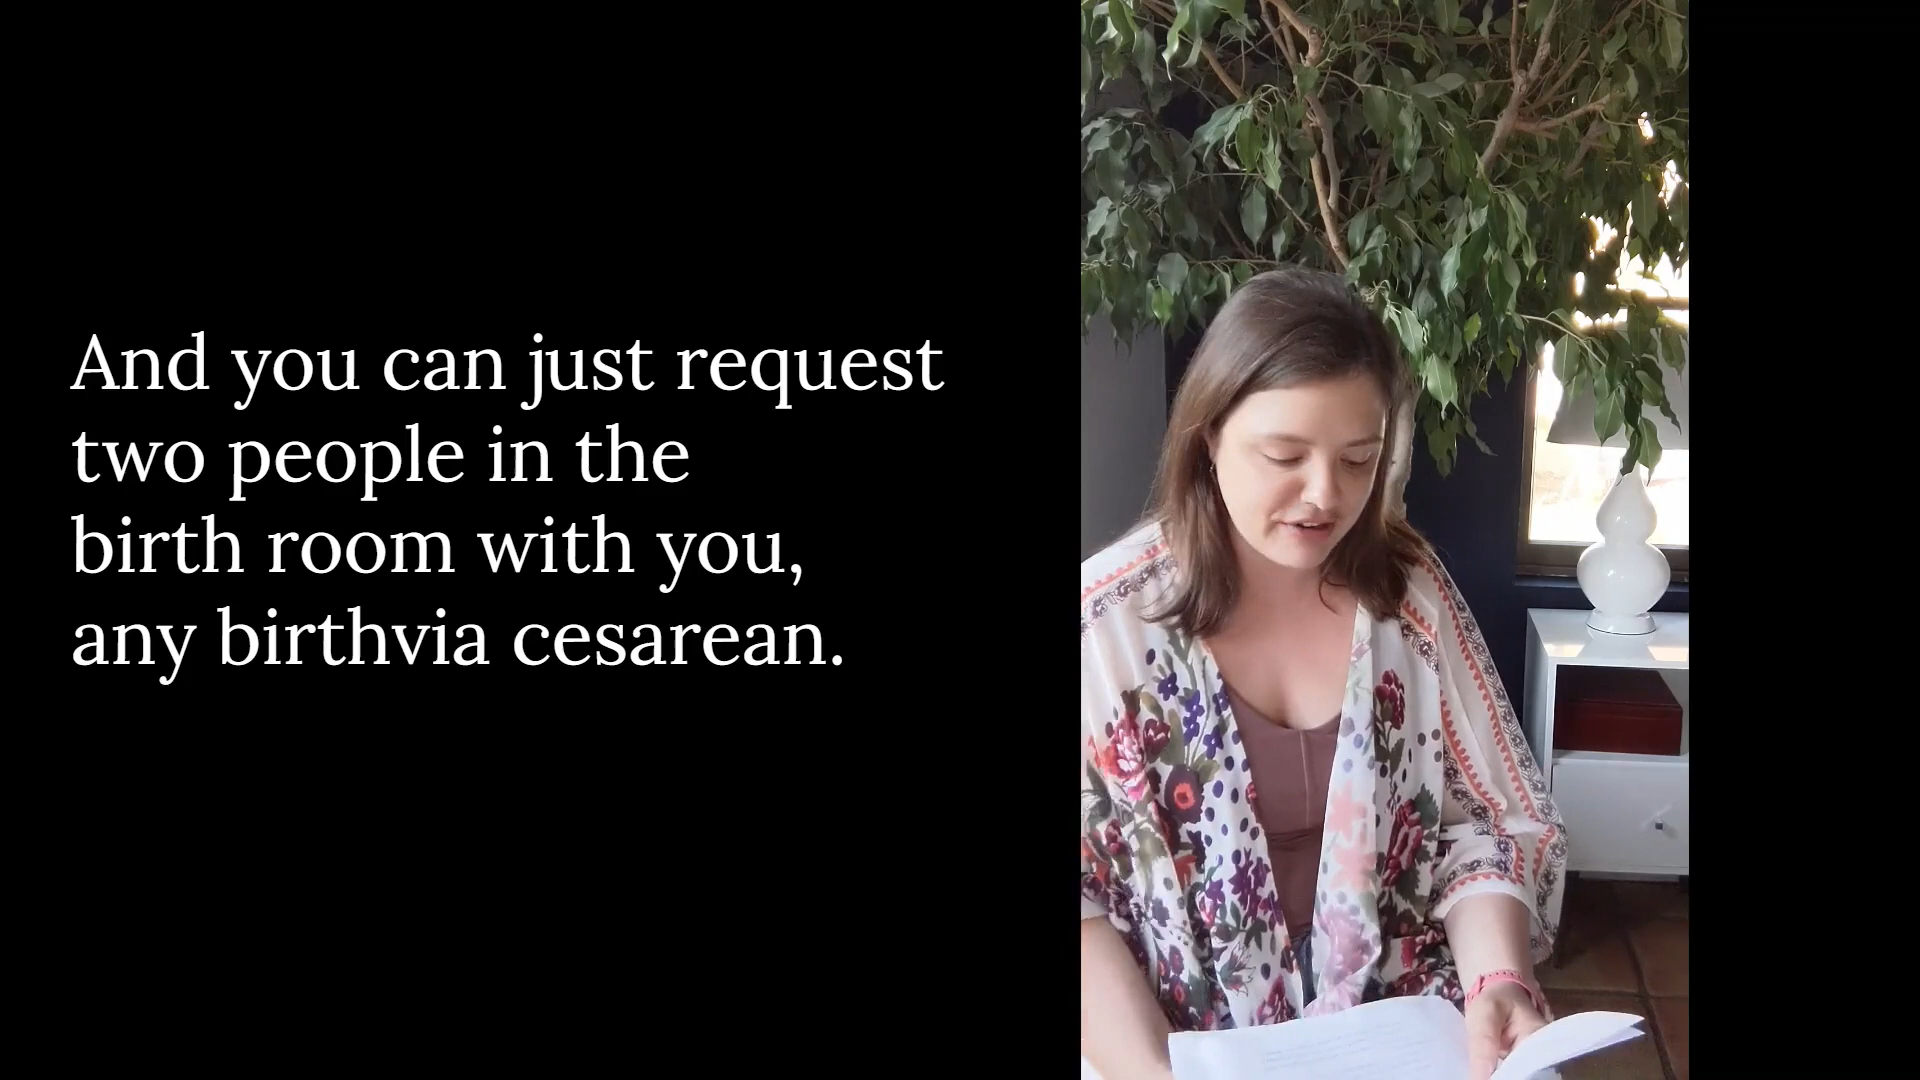 And you can just request
two people in the
birth room with you,
any birthvia cesarean.